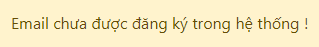 Email chưa được đăng ký trong hệ thống !